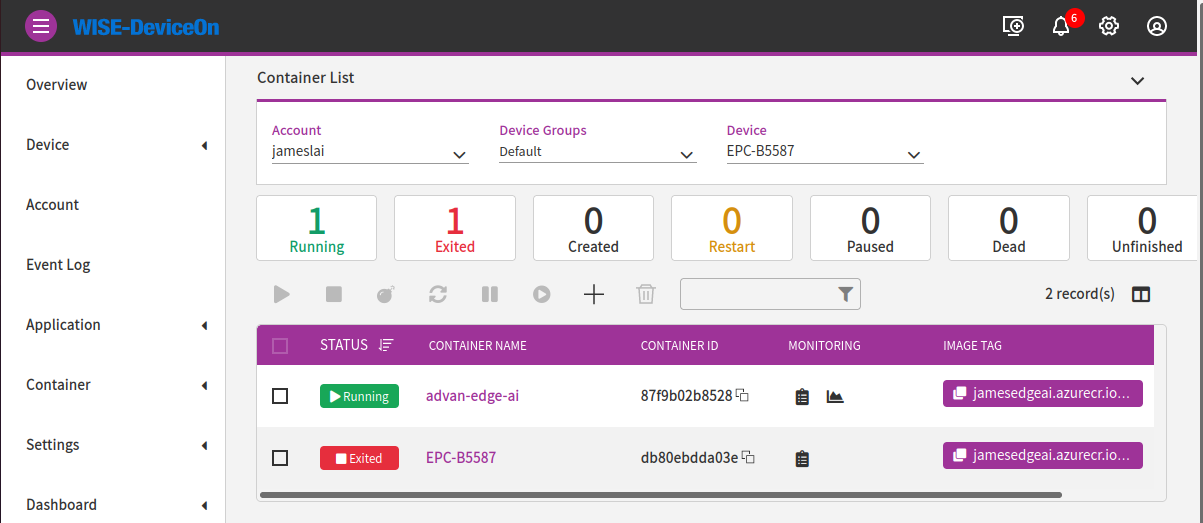 WISE-DeviceOn
6
Overview
Device
Account
Event Log
Application
Container
Settings
Dashboard
Container List
Account
jameslai
Device Groups
Default
Device
EPC-B5587
1
Running
1
Exited
0
Created
0
Restart
0
Paused
0
Dead
0
Unfinished
2 record(s)
STATUS CONTAINER NAME CONTAINER ID MONITORING IMAGE TAG
Running advan-edge-ai 87f9b02b8528 jamesedgeai.azurecr.io...
Exited EPC-B5587 db80ebdda03e jamesedgeai.azurecr.io...